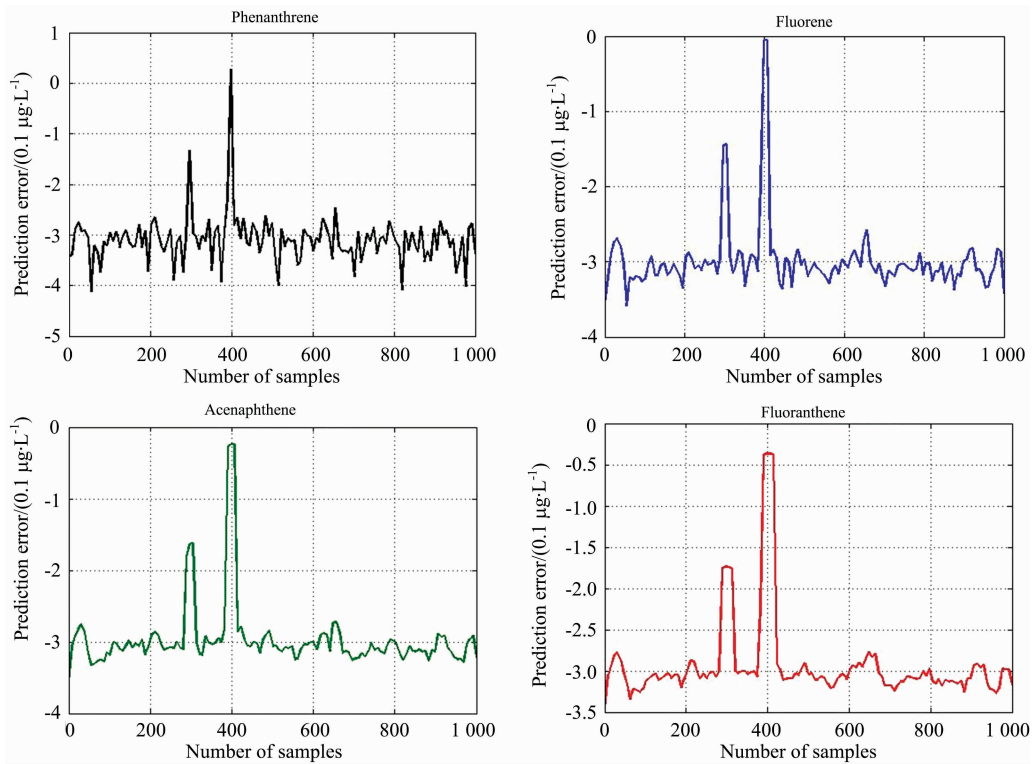 Phenanthrene
1
0
-1
-2
-3
-4
-5
Prediction error/(0.1 μg·L⁻¹)
0 200 400 600 800 1 000
Number of samples
Fluorene
0
-1
-2
-3
-4
Prediction error/(0.1 μg·L⁻¹)
0 200 400 600 800 1 000
Number of samples
Acenaphthene
0
-1
-2
-3
-4
Prediction error/(0.1 μg·L⁻¹)
0 200 400 600 800 1 000
Number of samples
Fluoranthene
0
-0.5
-1.0
-1.5
-2.0
-2.5
-3.0
-3.5
Prediction error/(0.1 μg·L⁻¹)
0 200 400 600 800 1 000
Number of samples